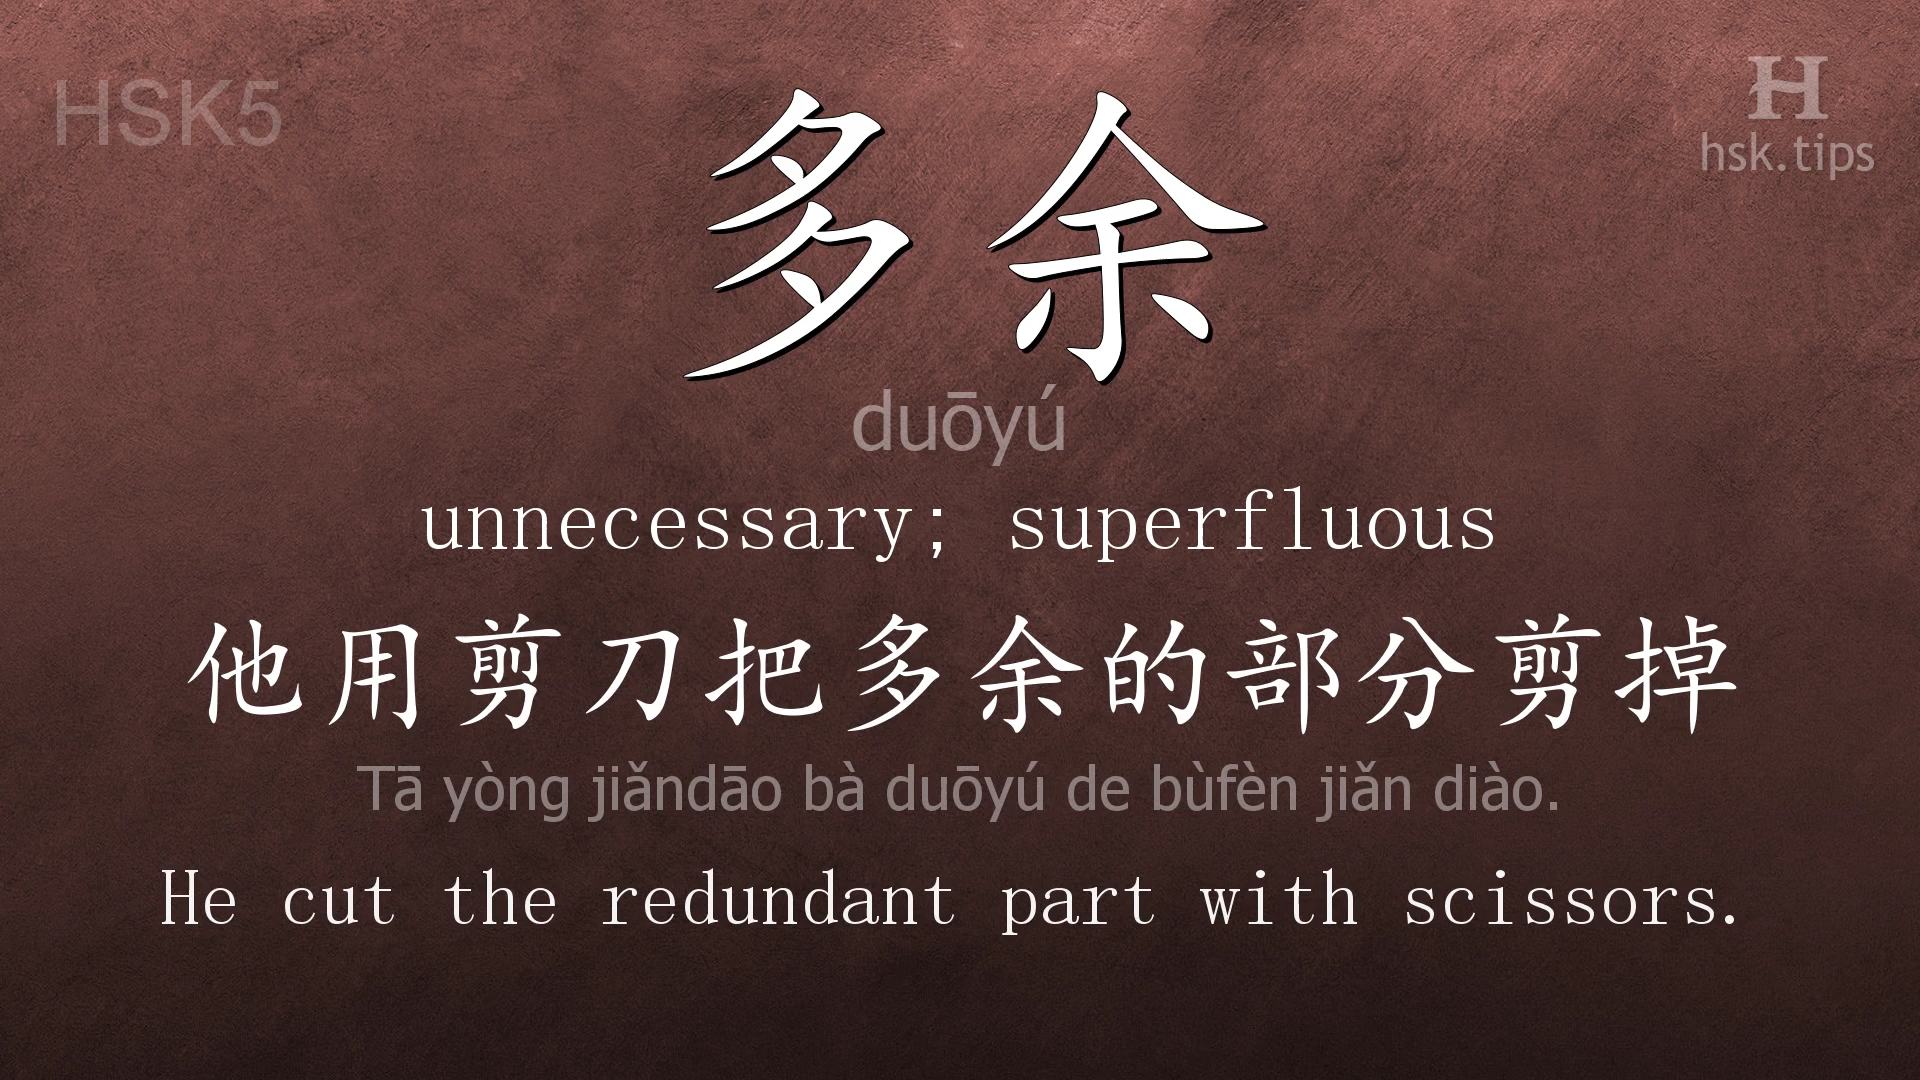 HSK5
H
hsk.tips
多余
duōyú
unnecessary; superfluous
他用剪刀把多余的部分剪掉
Tā yòng jiǎndāo bà duōyú de bùfèn jiǎn diào.
He cut the redundant part with scissors.